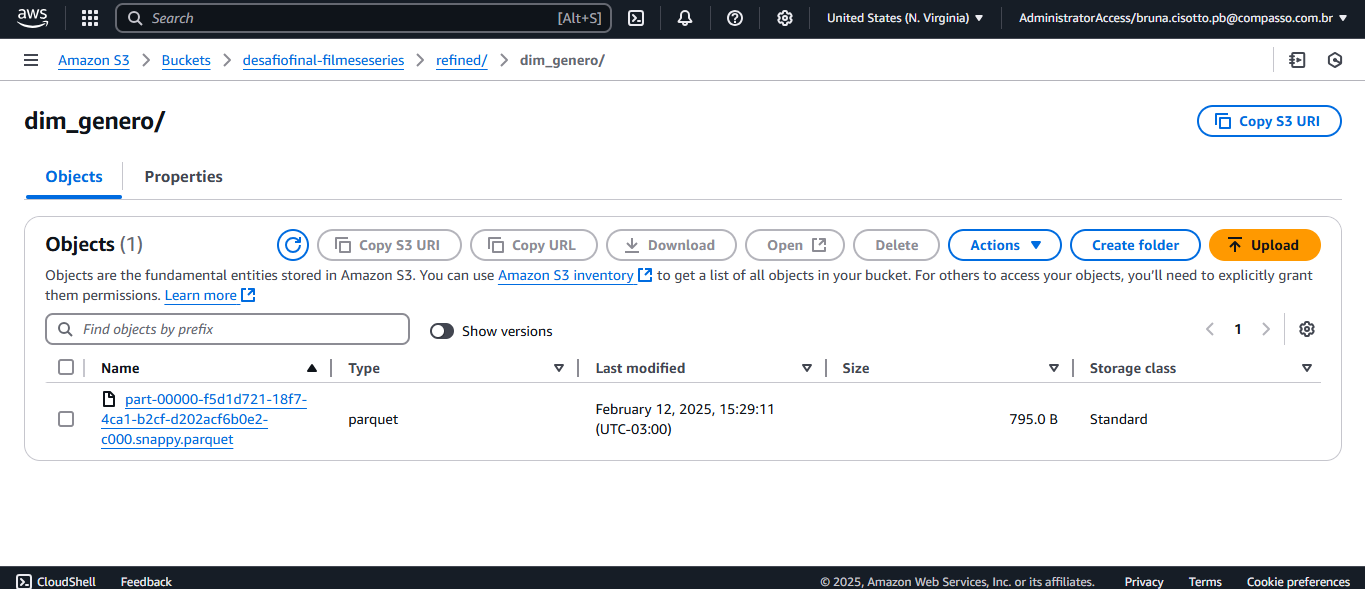 aws
Search [Alt+S]
United States (N. Virginia) ▼ AdministratorAccess/bruna.cisotto.pb@compasso.com.br ▼
Amazon S3 > Buckets > desafiofinal-filmeseseries > refined/ > dim_genero/
dim_genero/
Copy S3 URI
Objects Properties
Objects (1)
Copy S3 URI Copy URL Download Open Delete Actions ▼ Create folder Upload
Objects are the fundamental entities stored in Amazon S3. You can use Amazon S3 inventory to get a list of all objects in your bucket. For others to access your objects, you’ll need to explicitly grant
them permissions. Learn more
Find objects by prefix
Show versions
< 1 >
Name Type Last modified Size Storage class
part-00000-f5d1d721-18f7-
4ca1-b2cf-d202acf6b0e2-
c000.snappy.parquet
parquet
February 12, 2025, 15:29:11
(UTC-03:00)
795.0 B
Standard
CloudShell Feedback © 2025, Amazon Web Services, Inc. or its affiliates. Privacy Terms Cookie preferences